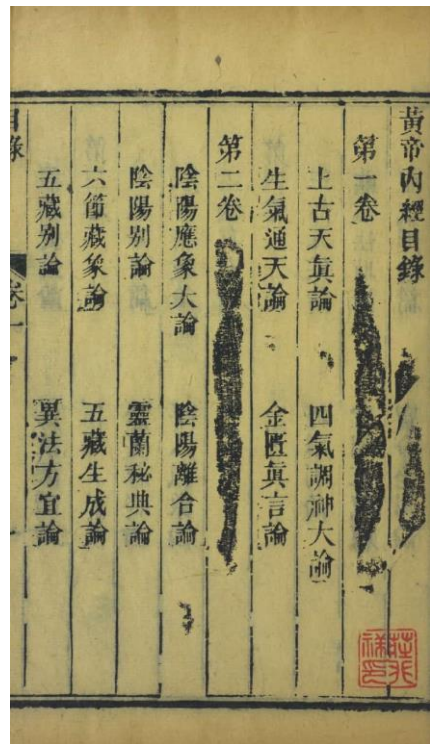 黃帝內經目錄
第一卷
上古天眞論　四氣調神大論
生氣通天論　金匱眞言論
第二卷
陰陽應象大論　陰陽離合論
陰陽別論　靈蘭秘典論
六節藏象論　五藏生成論
五藏別論　異法方宜論
目錄　卷一